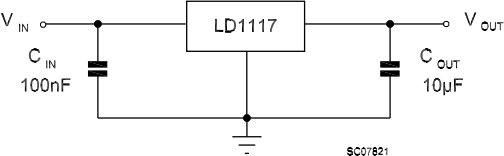 V IN
LD1117
V OUT
C IN
100nF
C OUT
10µF
SC07821